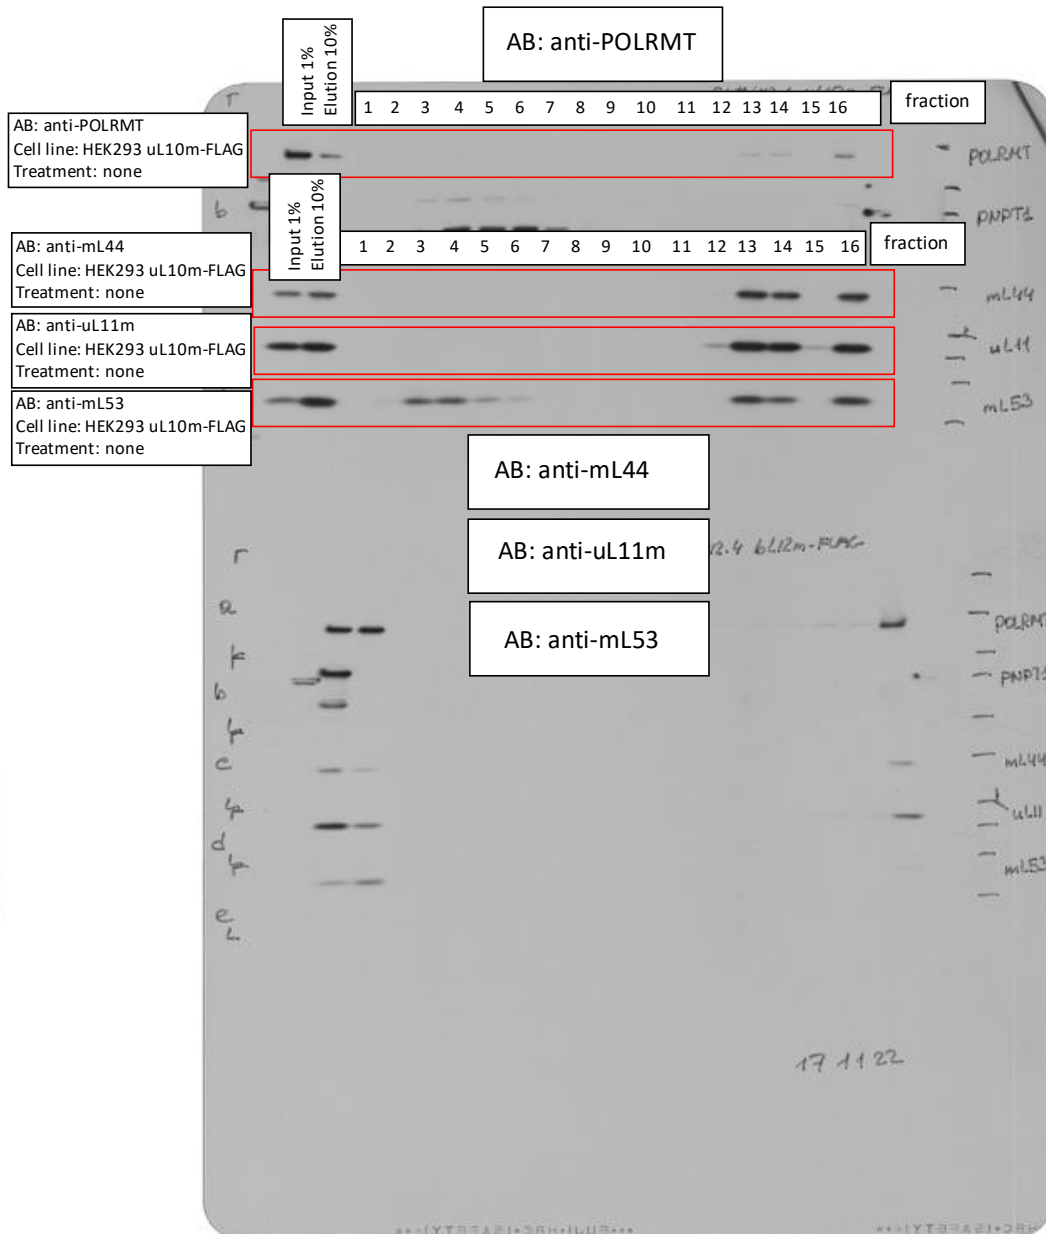 AB: anti-POLRMT
Input 1%
Elution 10%
1 2 3 4 5 6 7 8 9 10 11 12 13 14 15 16
fraction
AB: anti-POLRMT
Cell line: HEK293 uL10m-FLAG
Treatment: none
POLRMT
b
PNPT1
Input 1%
Elution 10%
1 2 3 4 5 6 7 8 9 10 11 12 13 14 15 16
fraction
AB: anti-mL44
Cell line: HEK293 uL10m-FLAG
Treatment: none
mL44
AB: anti-uL11m
Cell line: HEK293 uL10m-FLAG
Treatment: none
uL11
AB: anti-mL53
Cell line: HEK293 uL10m-FLAG
Treatment: none
mL53
AB: anti-mL44
AB: anti-uL11m
2.4 bL12m-FLAG
AB: anti-mL53
a
POLRMT
b
PNPT1
c
mL44
d
uL11
mL53
e
17 11 22